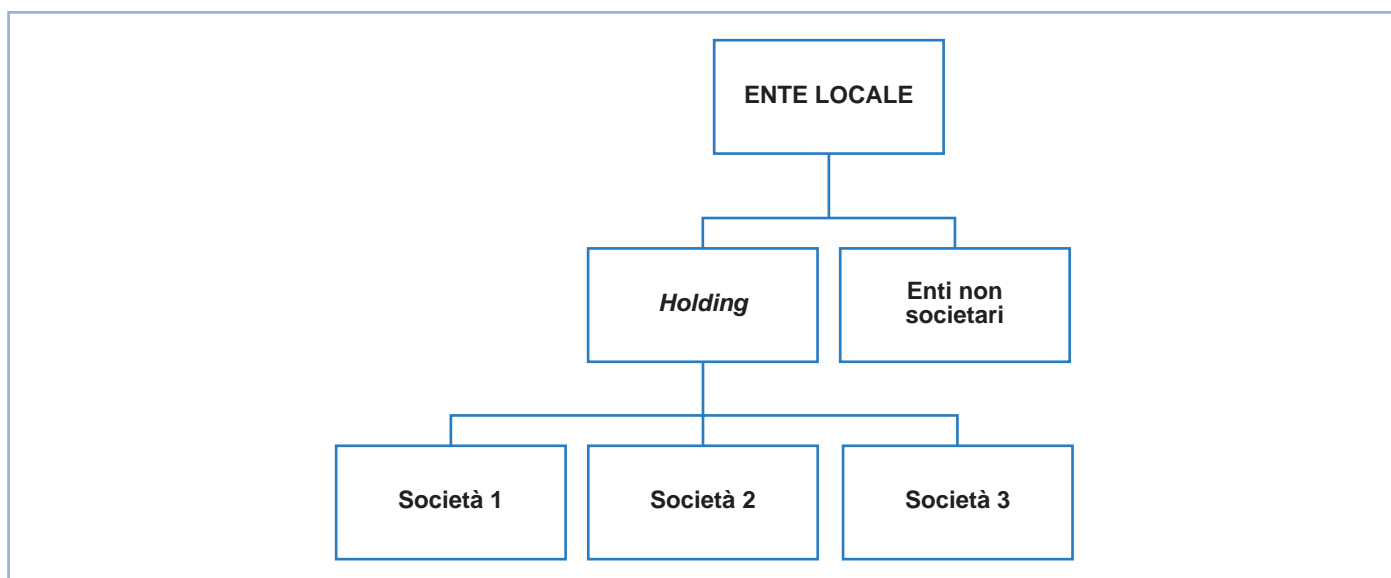 ENTE LOCALE
Holding
Enti non
societari
Società 1
Società 2
Società 3